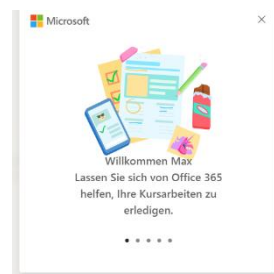 Microsoft
Willkommen Max
Lassen Sie sich von Office 365
helfen, Ihre Kursarbeiten zu
erledigen.